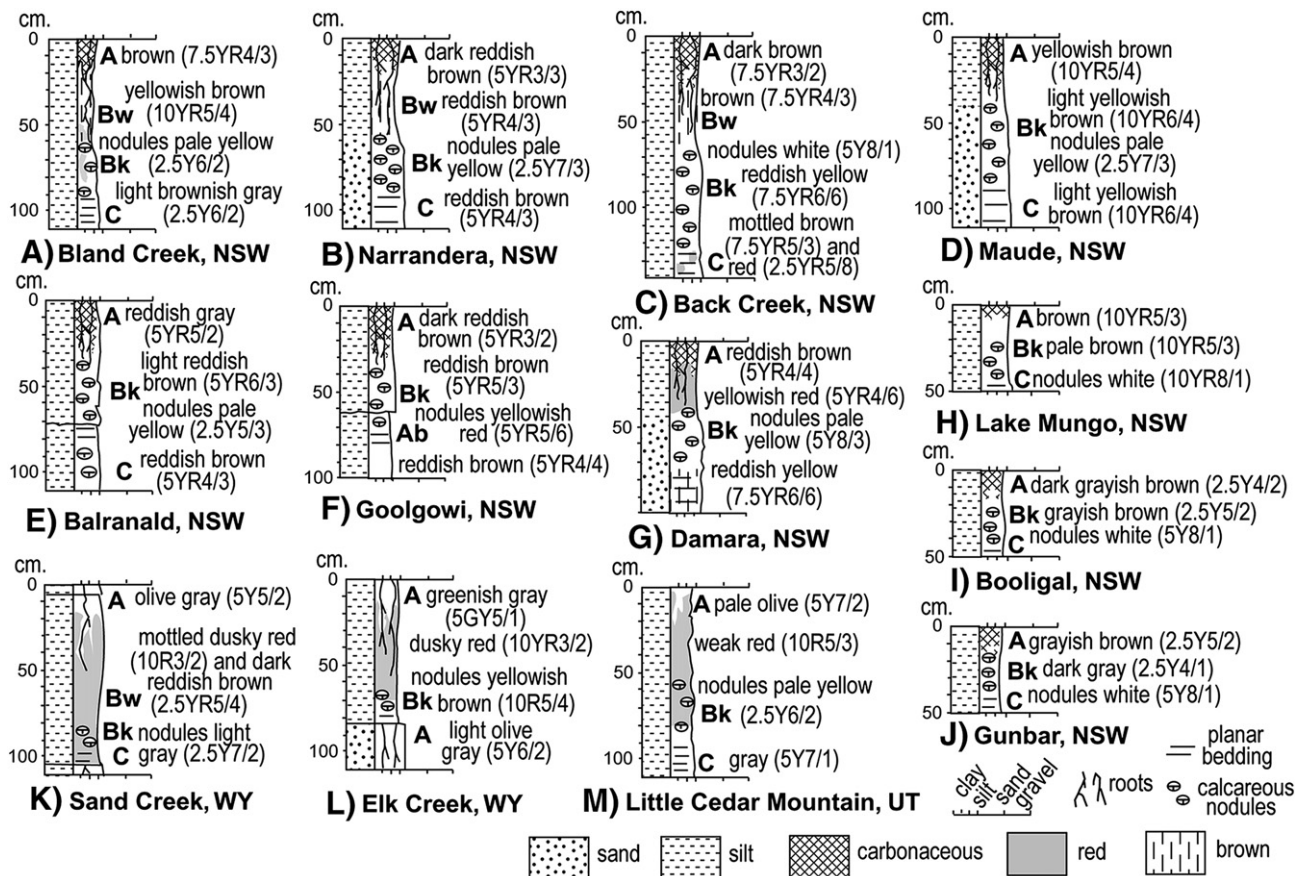 cm.
0
50
100
A brown (7.5YR4/3)
yellowish brown
Bw (10YR5/4)
nodules pale yellow
Bk (2.5Y6/2)
light brownish gray
C (2.5Y6/2)
A) Bland Creek, NSW
cm.
0
50
100
A dark reddish
brown (5YR3/3)
Bw reddish brown
(5YR4/3)
nodules pale
Bk yellow (2.5Y7/3)
C reddish brown
(5YR4/3)
B) Narrandera, NSW
cm.
0
50
100
A dark brown
(7.5YR3/2)
brown (7.5YR4/3)
Bw
nodules white (5Y8/1)
reddish yellow
Bk (7.5YR6/6)
mottled brown
(7.5YR5/3) and
C red (2.5YR5/8)
C) Back Creek, NSW
cm.
0
50
100
A yellowish brown
(10YR5/4)
light yellowish
brown (10YR6/4)
Bk nodules pale
yellow (2.5Y7/3)
light yellowish
C brown (10YR6/4)
D) Maude, NSW
cm.
0
50
100
A reddish gray
(5YR5/2)
light reddish
Bk brown (5YR6/3)
nodules pale
yellow (2.5Y5/3)
C reddish brown
(5YR4/3)
E) Balranald, NSW
cm.
0
50
100
A dark reddish
brown (5YR3/2)
reddish brown
Bk (5YR5/3)
nodules yellowish
Ab red (5YR5/6)
reddish brown (5YR4/4)
F) Goolgowi, NSW
cm.
0
50
A reddish brown
(5YR4/4)
yellowish red (5YR4/6)
nodules pale
Bk yellow (5Y8/3)
reddish yellow
(7.5YR6/6)
G) Damara, NSW
cm.
0
50
A brown (10YR5/3)
Bk pale brown (10YR5/3)
C nodules white (10YR8/1)
H) Lake Mungo, NSW
cm.
0
50
A dark grayish brown (2.5Y4/2)
Bk grayish brown (2.5Y5/2)
C nodules white (5Y8/1)
I) Booligal, NSW
cm.
0
50
A grayish brown (2.5Y5/2)
Bk dark gray (2.5Y4/1)
C nodules white (5Y8/1)
J) Gunbar, NSW
cm.
0
50
100
A olive gray (5Y5/2)
mottled dusky red
(10R3/2) and dark
reddish brown
Bw (2.5YR5/4)
Bk nodules light
C gray (2.5Y7/2)
K) Sand Creek, WY
cm.
0
50
100
A greenish gray
(5GY5/1)
dusky red (10YR3/2)
nodules yellowish
Bk brown (10R5/4)
A light olive
gray (5Y6/2)
L) Elk Creek, WY
cm.
0
50
100
A pale olive (5Y7/2)
weak red (10R5/3)
nodules pale yellow
Bk (2.5Y6/2)
C gray (5Y7/1)
M) Little Cedar Mountain, UT
clay
silt
sand
gravel
roots
planar
bedding
calcareous
nodules
sand
silt
carbonaceous
red
brown